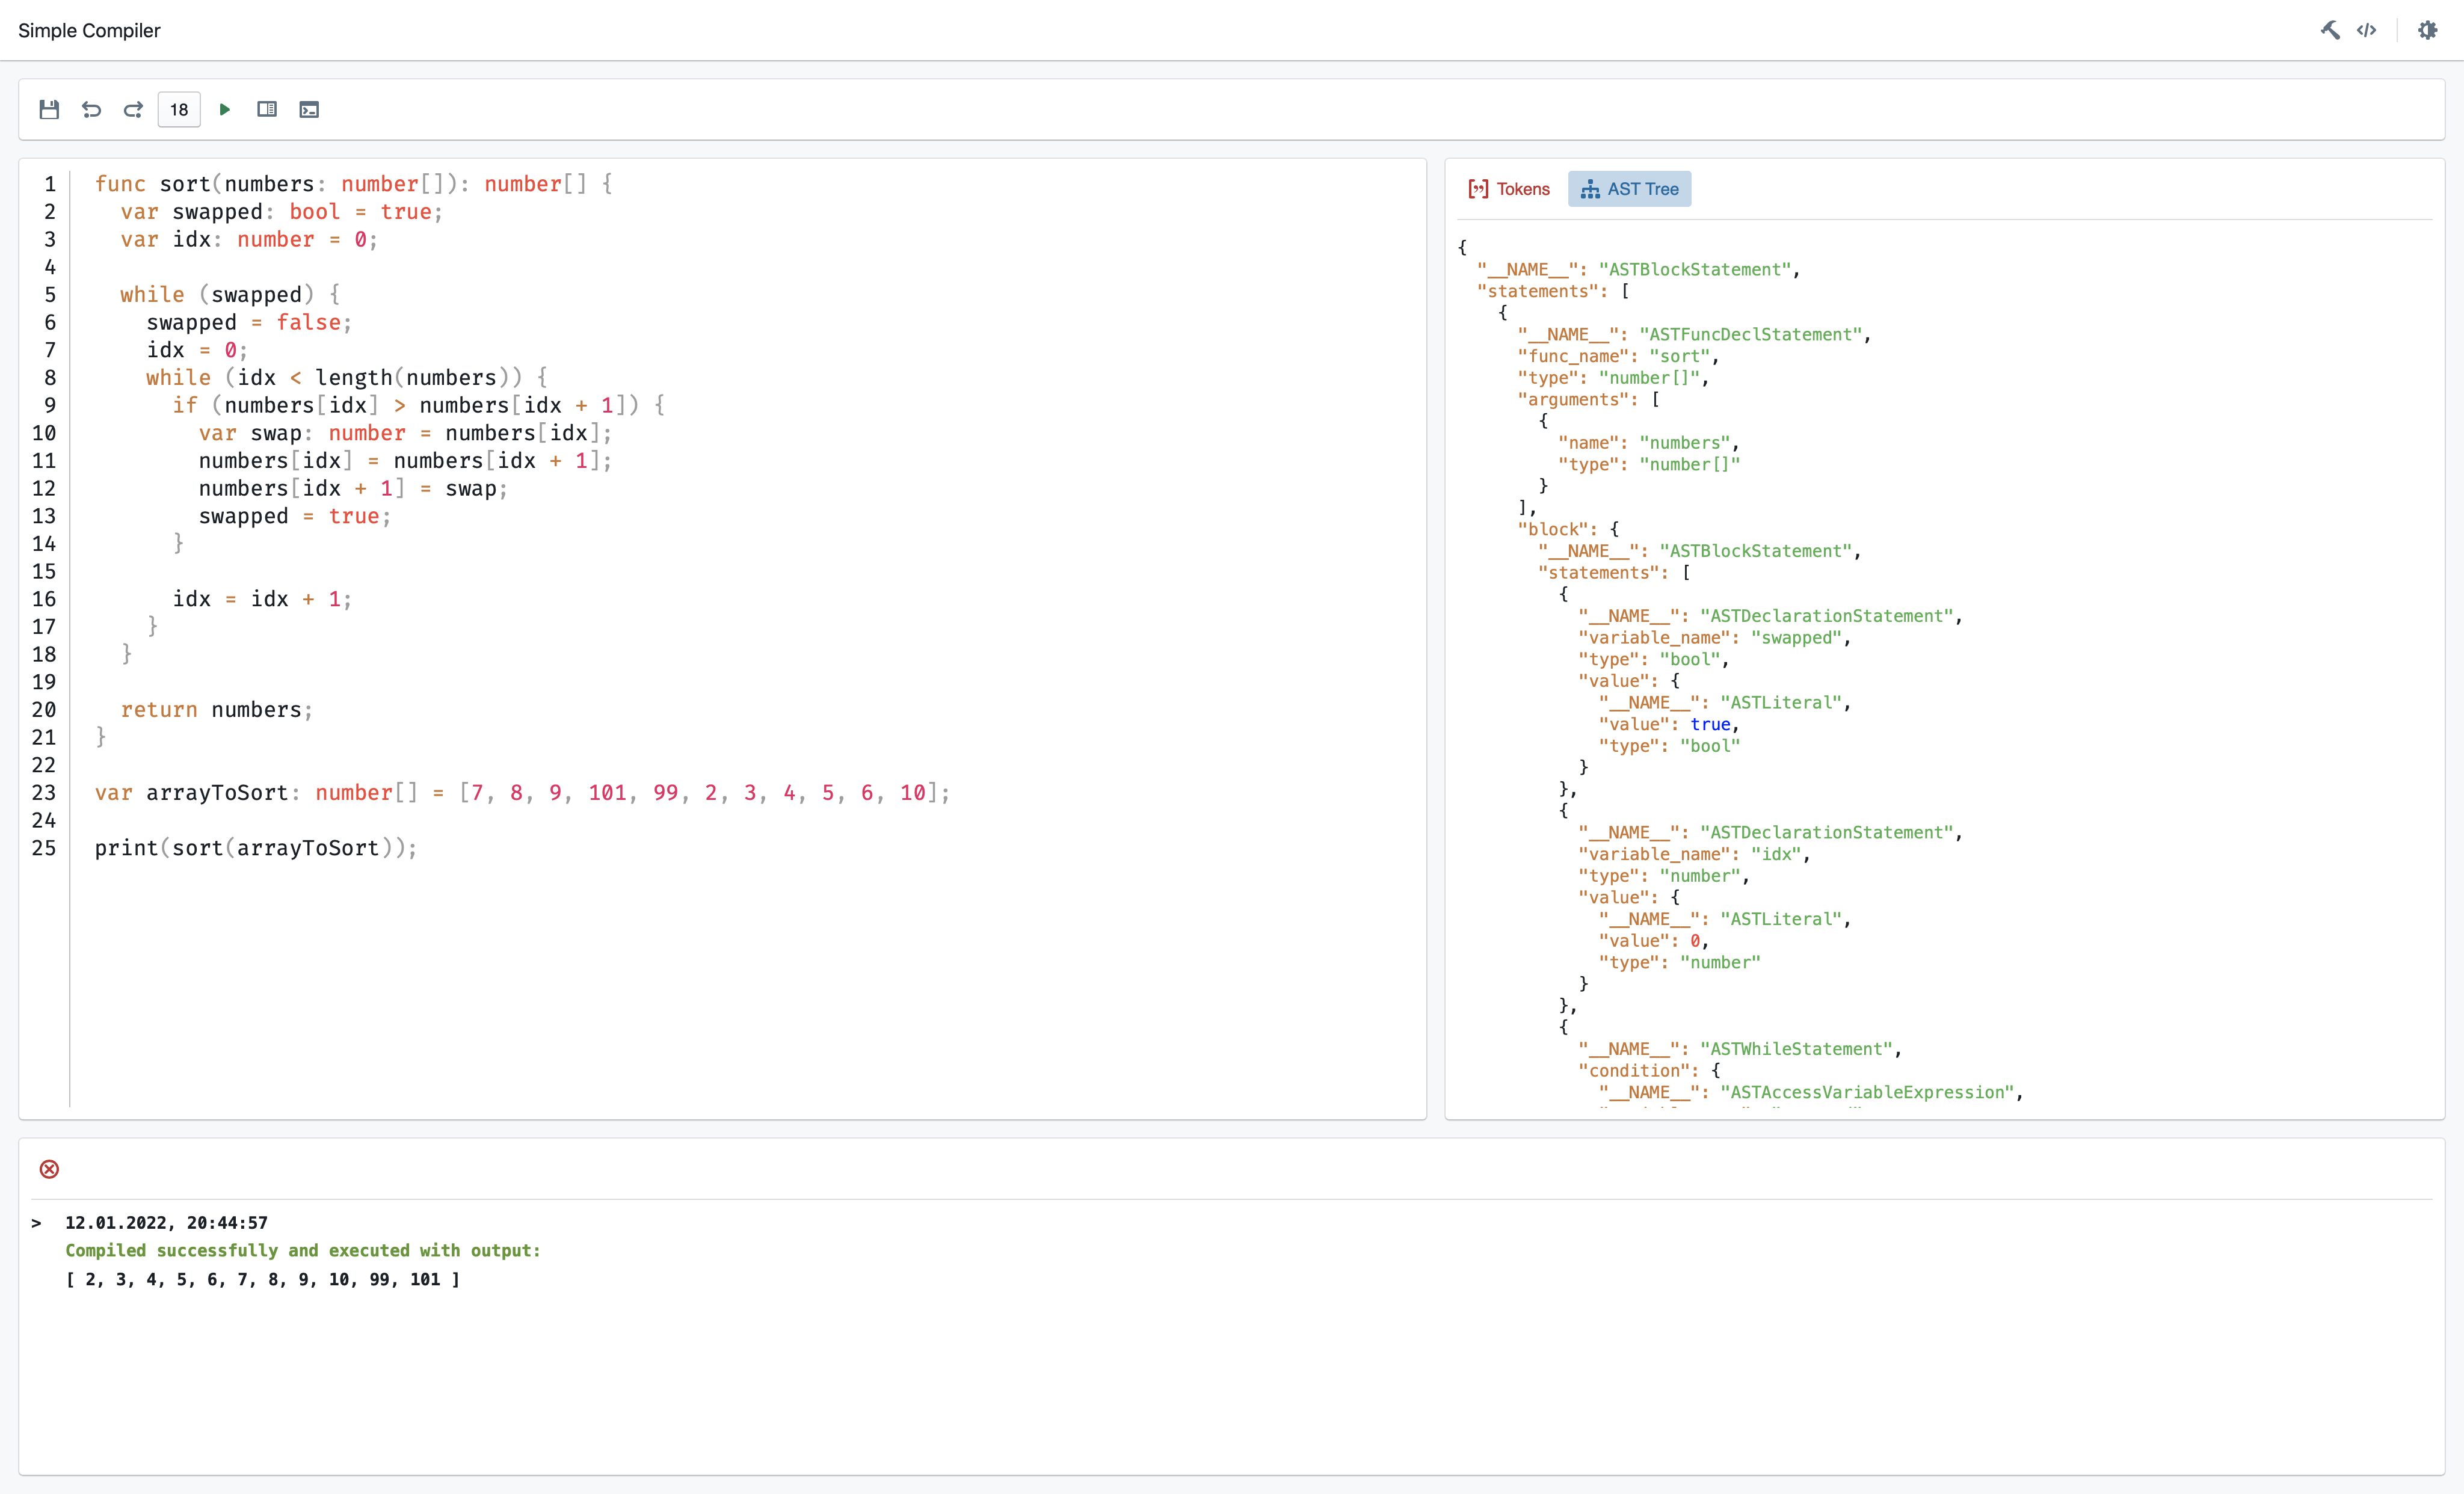 Simple Compiler
18
1 func sort(numbers: number[]): number[] {
2   var swapped: bool = true;
3   var idx: number = 0;
4
5   while (swapped) {
6     swapped = false;
7     idx = 0;
8     while (idx < length(numbers)) {
9       if (numbers[idx] > numbers[idx + 1]) {
10         var swap: number = numbers[idx];
11         numbers[idx] = numbers[idx + 1];
12         numbers[idx + 1] = swap;
13         swapped = true;
14       }
15
16       idx = idx + 1;
17     }
18   }
19
20   return numbers;
21 }
22
23 var arrayToSort: number[] = [7, 8, 9, 101, 99, 2, 3, 4, 5, 6, 10];
24
25 print(sort(arrayToSort));
Tokens AST Tree
{
  "__NAME__": "ASTBlockStatement",
  "statements": [
    {
      "__NAME__": "ASTFuncDeclStatement",
      "func_name": "sort",
      "type": "number[]",
      "arguments": [
        {
          "name": "numbers",
          "type": "number[]"
        }
      ],
      "block": {
        "__NAME__": "ASTBlockStatement",
        "statements": [
          {
            "__NAME__": "ASTDeclarationStatement",
            "variable_name": "swapped",
            "type": "bool",
            "value": {
              "__NAME__": "ASTLiteral",
              "value": true,
              "type": "bool"
            }
          },
          {
            "__NAME__": "ASTDeclarationStatement",
            "variable_name": "idx",
            "type": "number",
            "value": {
              "__NAME__": "ASTLiteral",
              "value": 0,
              "type": "number"
            }
          },
          {
            "__NAME__": "ASTWhileStatement",
            "condition": {
              "__NAME__": "ASTAccessVariableExpression",
> 12.01.2022, 20:44:57
Compiled successfully and executed with output:
[ 2, 3, 4, 5, 6, 7, 8, 9, 10, 99, 101 ]